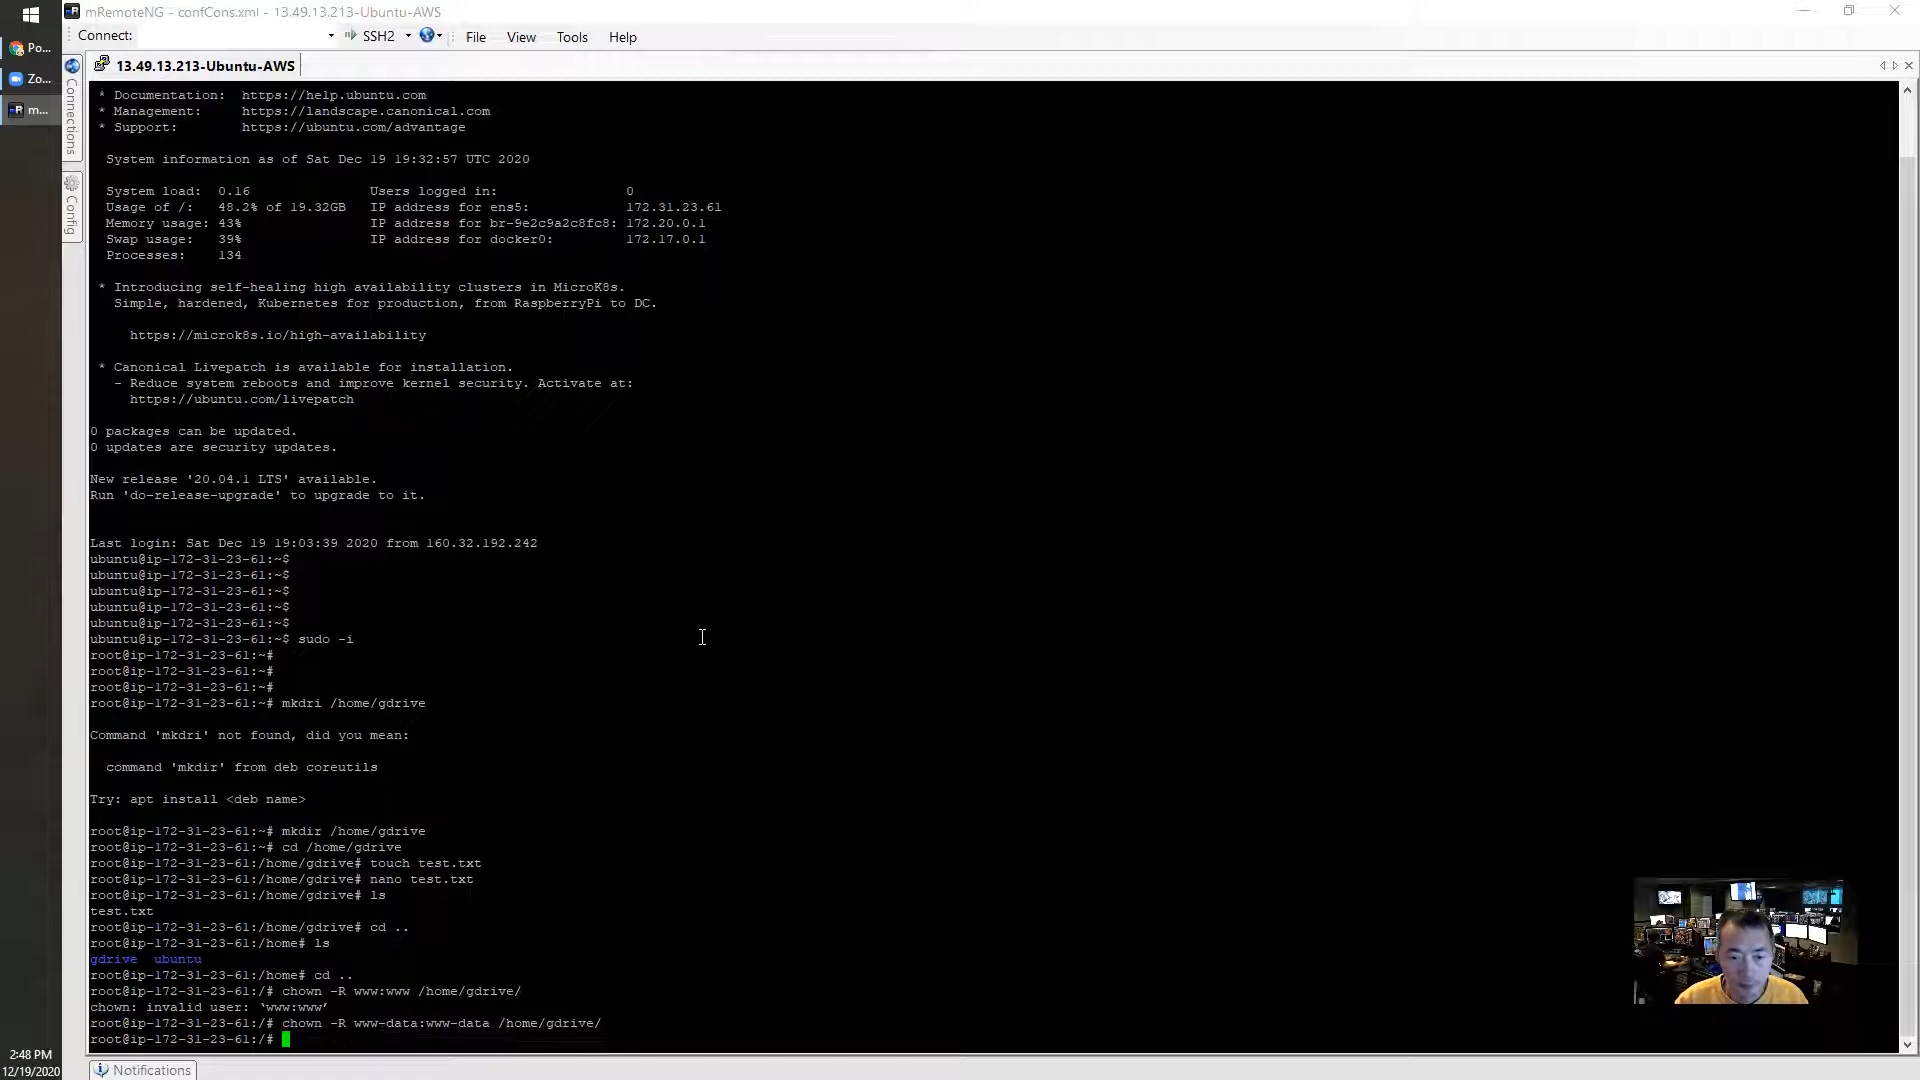 mRemoteNG - confCons.xml - 13.49.13.213-Ubuntu-AWS
Connect: SSH2 File View Tools Help
Po...
Zo...
m...
Connections
Config
13.49.13.213-Ubuntu-AWS
* Documentation:  https://help.ubuntu.com
* Management:     https://landscape.canonical.com
* Support:        https://ubuntu.com/advantage
System information as of Sat Dec 19 19:32:57 UTC 2020
System load:  0.16               Users logged in:                0
Usage of /:   48.2% of 19.32GB   IP address for ens5:            172.31.23.61
Memory usage: 43%                IP address for br-9e2c9a2c8fc8: 172.20.0.1
Swap usage:   39%                IP address for docker0:         172.17.0.1
Processes:    134
* Introducing self-healing high availability clusters in MicroK8s.
Simple, hardened, Kubernetes for production, from RaspberryPi to DC.
https://microk8s.io/high-availability
* Canonical Livepatch is available for installation.
- Reduce system reboots and improve kernel security. Activate at:
https://ubuntu.com/livepatch
0 packages can be updated.
0 updates are security updates.
New release '20.04.1 LTS' available.
Run 'do-release-upgrade' to upgrade to it.
Last login: Sat Dec 19 19:03:39 2020 from 160.32.192.242
ubuntu@ip-172-31-23-61:~$
ubuntu@ip-172-31-23-61:~$
ubuntu@ip-172-31-23-61:~$
ubuntu@ip-172-31-23-61:~$
ubuntu@ip-172-31-23-61:~$
ubuntu@ip-172-31-23-61:~$ sudo -i
root@ip-172-31-23-61:~#
root@ip-172-31-23-61:~#
root@ip-172-31-23-61:~#
root@ip-172-31-23-61:~# mkdri /home/gdrive
Command 'mkdri' not found, did you mean:
command 'mkdir' from deb coreutils
Try: apt install <deb name>
root@ip-172-31-23-61:~# mkdir /home/gdrive
root@ip-172-31-23-61:~# cd /home/gdrive
root@ip-172-31-23-61:/home/gdrive# touch test.txt
root@ip-172-31-23-61:/home/gdrive# nano test.txt
root@ip-172-31-23-61:/home/gdrive# ls
test.txt
root@ip-172-31-23-61:/home/gdrive# cd ..
root@ip-172-31-23-61:/home# ls
gdrive  ubuntu
root@ip-172-31-23-61:/home# cd ..
root@ip-172-31-23-61:/# chown -R www:www /home/gdrive/
chown: invalid user: ‘www:www’
root@ip-172-31-23-61:/# chown -R www-data:www-data /home/gdrive/
root@ip-172-31-23-61:/#
Notifications
2:48 PM
12/19/2020